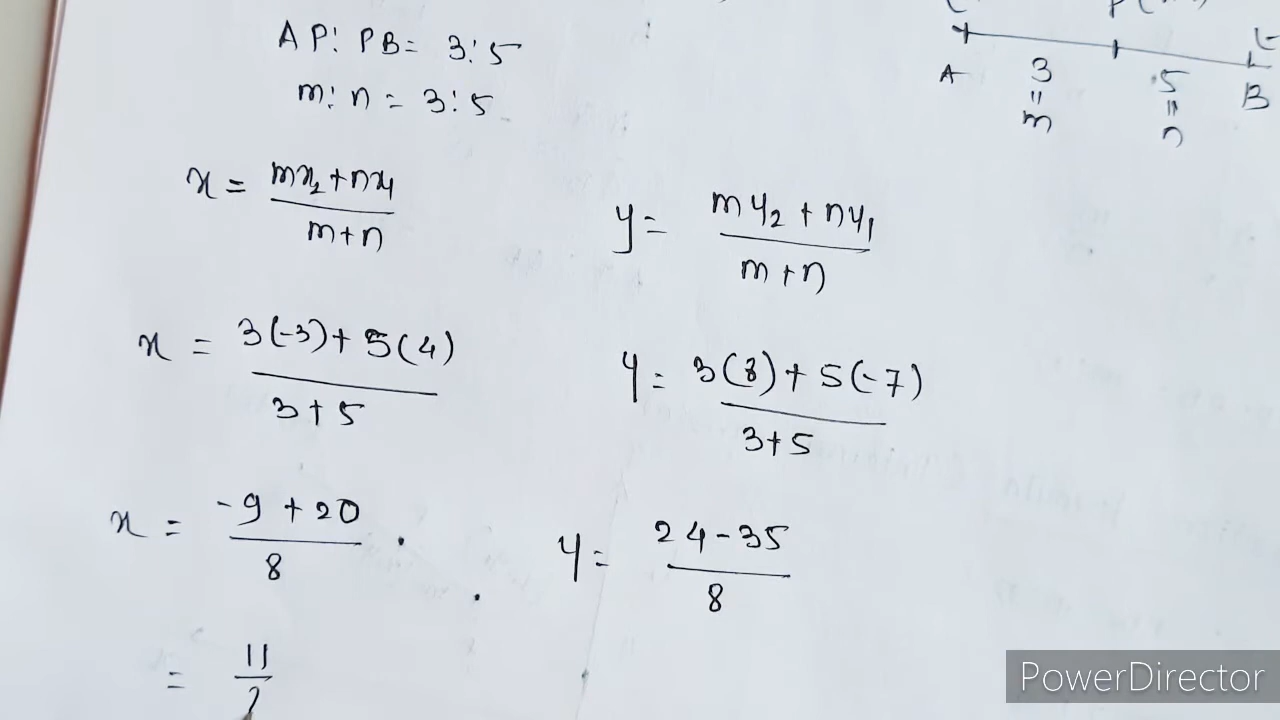 AP: PB = 3:5
m: n = 3:5
A 3 5 B
= =
m n
x = mx₂+nx₁ / m+n
y = my₂ + ny₁ / m+n
x = 3(-3)+ 5(4) / 3+5
y = 3(8)+ 5(-7) / 3+5
x = -9 + 20 / 8
y = 24-35 / 8
= 11
PowerDirector